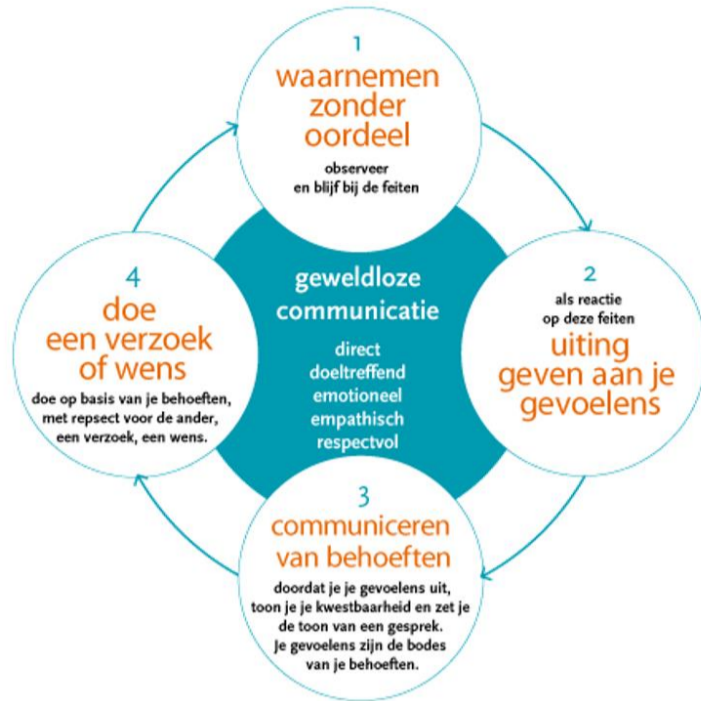 1
waarnemen
zonder
oordeel
observeer
en blijf bij de feiten
geweldloze
communicatie
direct
doeltreffend
emotioneel
empathisch
respectvol
2
als reactie
op deze feiten
uiting
geven aan je
gevoelens
3
communiceren
van behoeften
doordat je je gevoelens uit,
toon je je kwestbaarheid en zet je
de toon van een gesprek.
Je gevoelens zijn de bodes
van je behoeften.
4
doe
een verzoek
of wens
doe op basis van je behoeften,
met repsect voor de ander,
een verzoek, een wens.